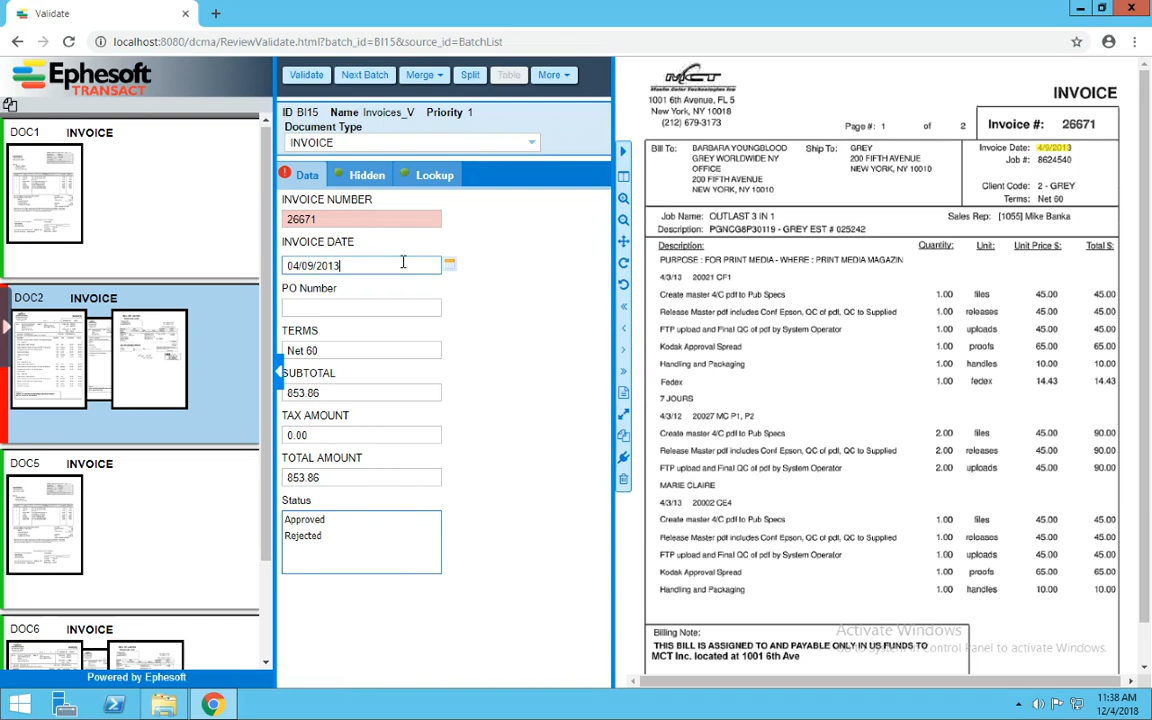 Validate
localhost:8080/dcma/ReviewValidate.html?batch_id=BI15&source_id=BatchList
Ephesoft
TRANSACT
DOC1 INVOICE
DOC2 INVOICE
DOC5 INVOICE
DOC6 INVOICE
Powered by Ephesoft
Validate Next Batch Merge Split Table More
ID BI15 Name Invoices_V Priority 1
Document Type
INVOICE
Data Hidden Lookup
INVOICE NUMBER
26671
INVOICE DATE
04/09/2013
PO Number
TERMS
Net 60
SUBTOTAL
853.86
TAX AMOUNT
0.00
TOTAL AMOUNT
853.86
Status
Approved
Rejected
MCT
1001 6th Avenue, FL 5
New York, NY 10018
(212) 679-3173
INVOICE
Page #: 1 of 2
Invoice #: 26671
Bill To: BARBARA YOUNGBLOOD
GREY WORLDWIDE NY
OFFICE
200 FIFTH AVENUE
NEW YORK, NY 10010
Ship To: GREY
200 FIFTH AVENUE
NEW YORK, NY 10010
Invoice Date: 4/9/2013
Job #: 8624540
Client Code: 2 - GREY
Terms: Net 60
Job Name: OUTLAST 3 IN 1 Sales Rep: [1055] Mike Banka
Description: PGNCG8P30119 - GREY EST # 025242
Description: Quantity: Unit: Unit Price $: Total $:
PURPOSE : FOR PRINT MEDIA - WHERE : PRINT MEDIA MAGAZIN
4/3/13 20021 CF1
Create master 4/C pdf to Pub Specs 1.00 files 45.00 45.00
Release Master pdf includes Conf Epson, QC of pdf, QC to Supplied 1.00 releases 45.00 45.00
FTP upload and Final QC of pdf by System Operator 1.00 uploads 45.00 45.00
Kodak Approval Spread 1.00 proofs 65.00 65.00
Handling and Packaging 1.00 handles 10.00 10.00
Fedex 1.00 fedex 14.43 14.43
7 JOURS
4/3/12 20027 MC P1, P2
Create master 4/C pdf to Pub Specs 2.00 files 45.00 90.00
Release Master pdf includes Conf Epson, QC of pdf, QC to Supplied 2.00 releases 45.00 90.00
FTP upload and Final QC of pdf by System Operator 2.00 uploads 45.00 90.00
MARIE CLAIRE
4/3/13 20002 CE4
Create master 4/C pdf to Pub Specs 1.00 files 45.00 45.00
Release Master pdf includes Conf Epson, QC of pdf, QC to Supplied 1.00 releases 45.00 45.00
FTP upload and Final QC of pdf by System Operator 1.00 uploads 45.00 45.00
Kodak Approval Spread 1.00 proofs 65.00 65.00
Handling and Packaging 1.00 handles 10.00 10.00
Billing Note:
THIS BILL IS ASSIGNED TO AND PAYABLE ONLY IN US FUNDS TO
MCT Inc. located at 1001 6th Ave
Activate Windows
Go to System in Control Panel to activate Windows.
11:38 AM
12/4/2018